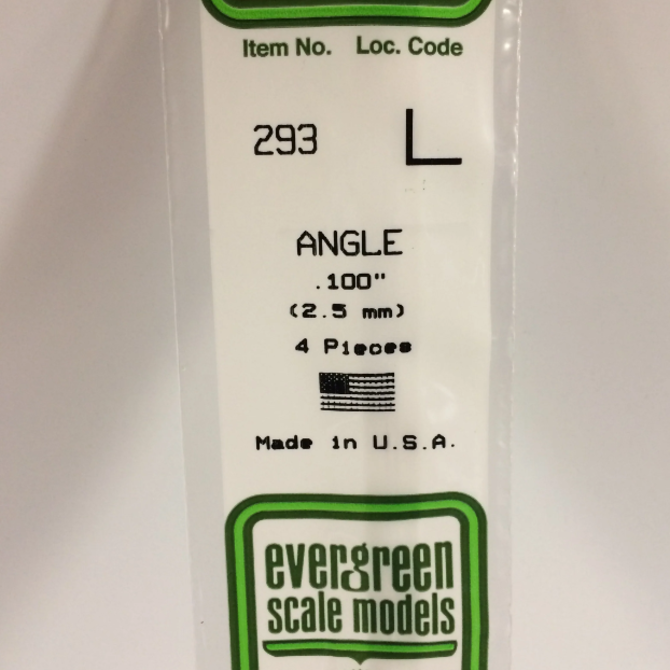 Item No. Loc. Code
293 L
ANGLE
.100"
(2.5 mm)
4 Pieces
Made in U.S.A.
evergreen
scale models